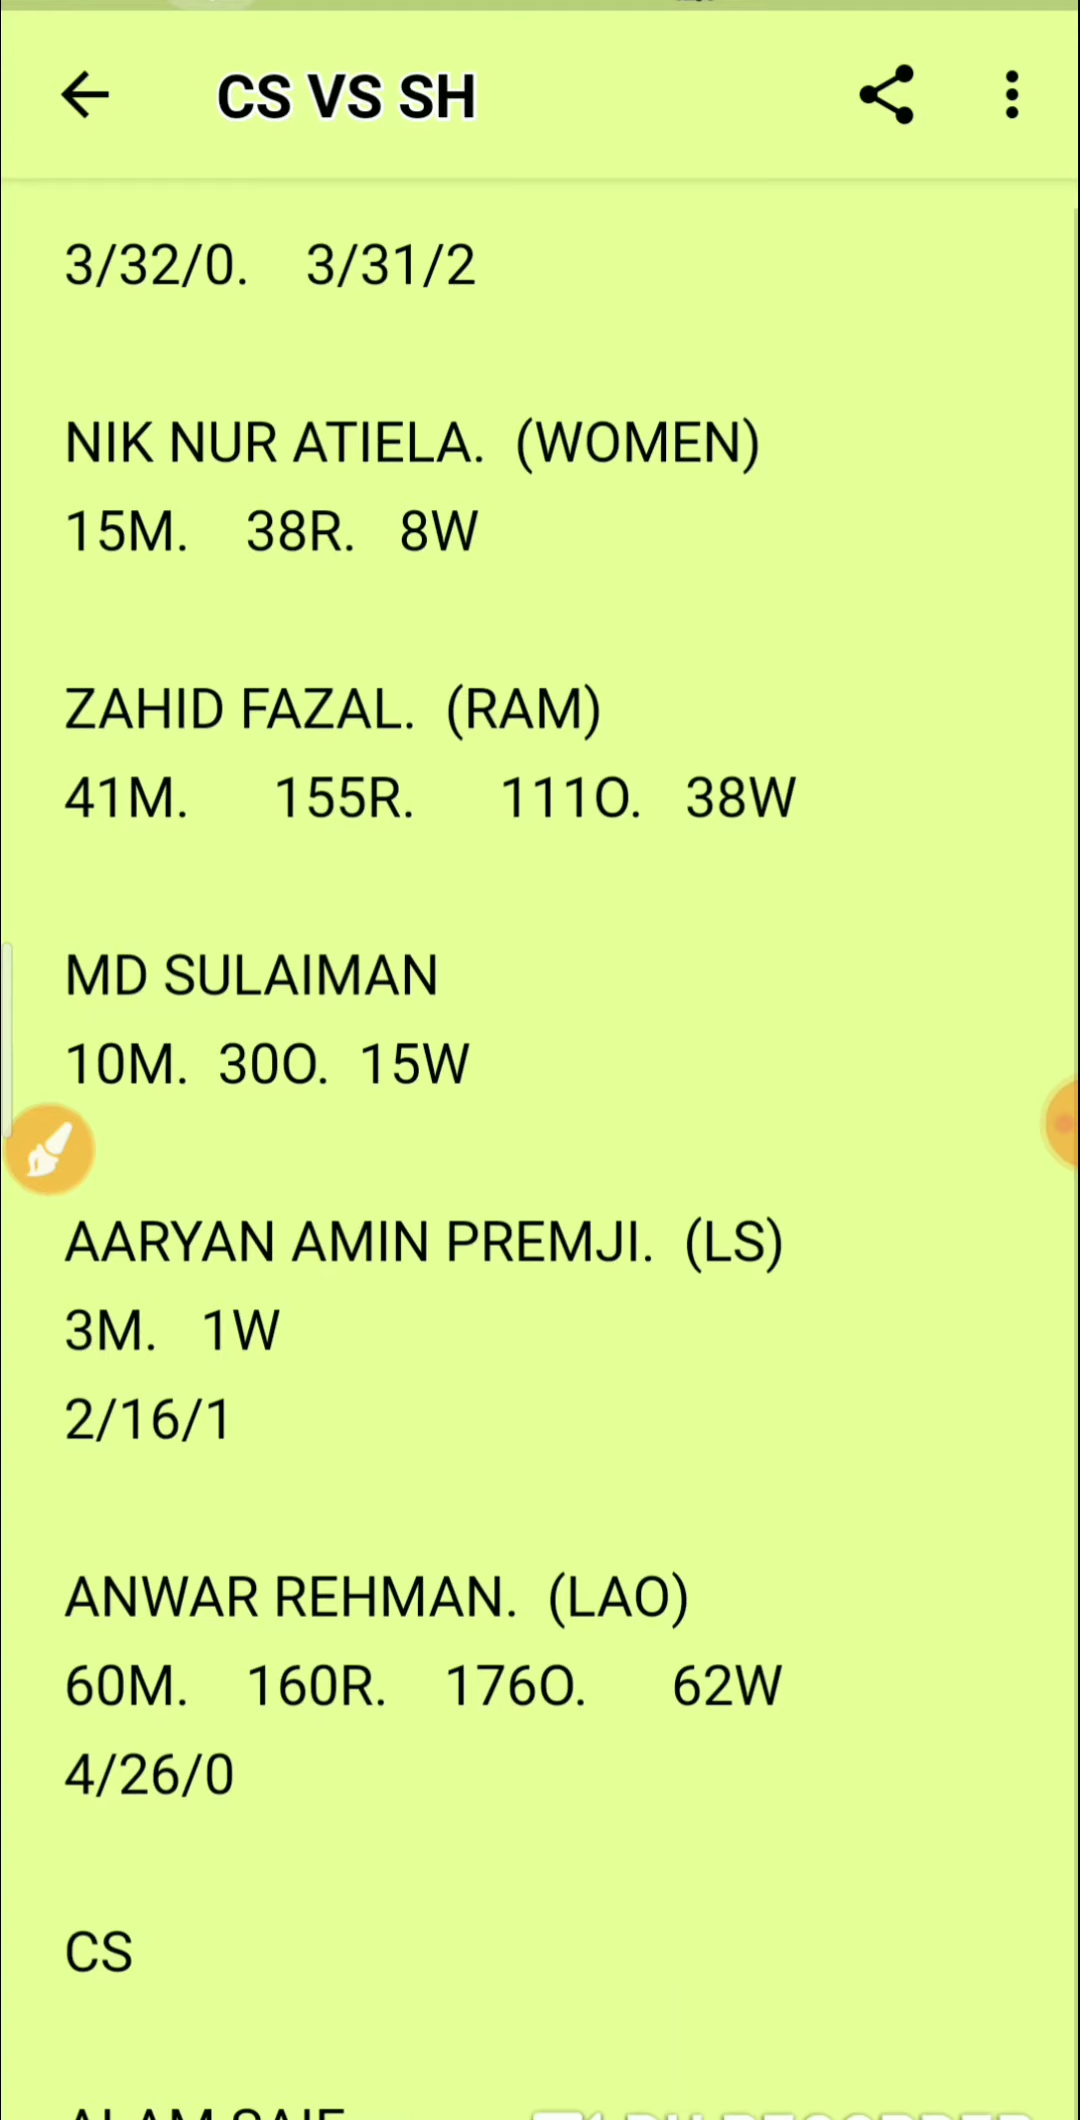 CS VS SH
3/32/0. 3/31/2
NIK NUR ATIELA. (WOMEN)
15M. 38R. 8W
ZAHID FAZAL. (RAM)
41M. 155R. 111O. 38W
MD SULAIMAN
10M. 30O. 15W
AARYAN AMIN PREMJI. (LS)
3M. 1W
2/16/1
ANWAR REHMAN. (LAO)
60M. 160R. 176O. 62W
4/26/0
CS
ALAM SAIF